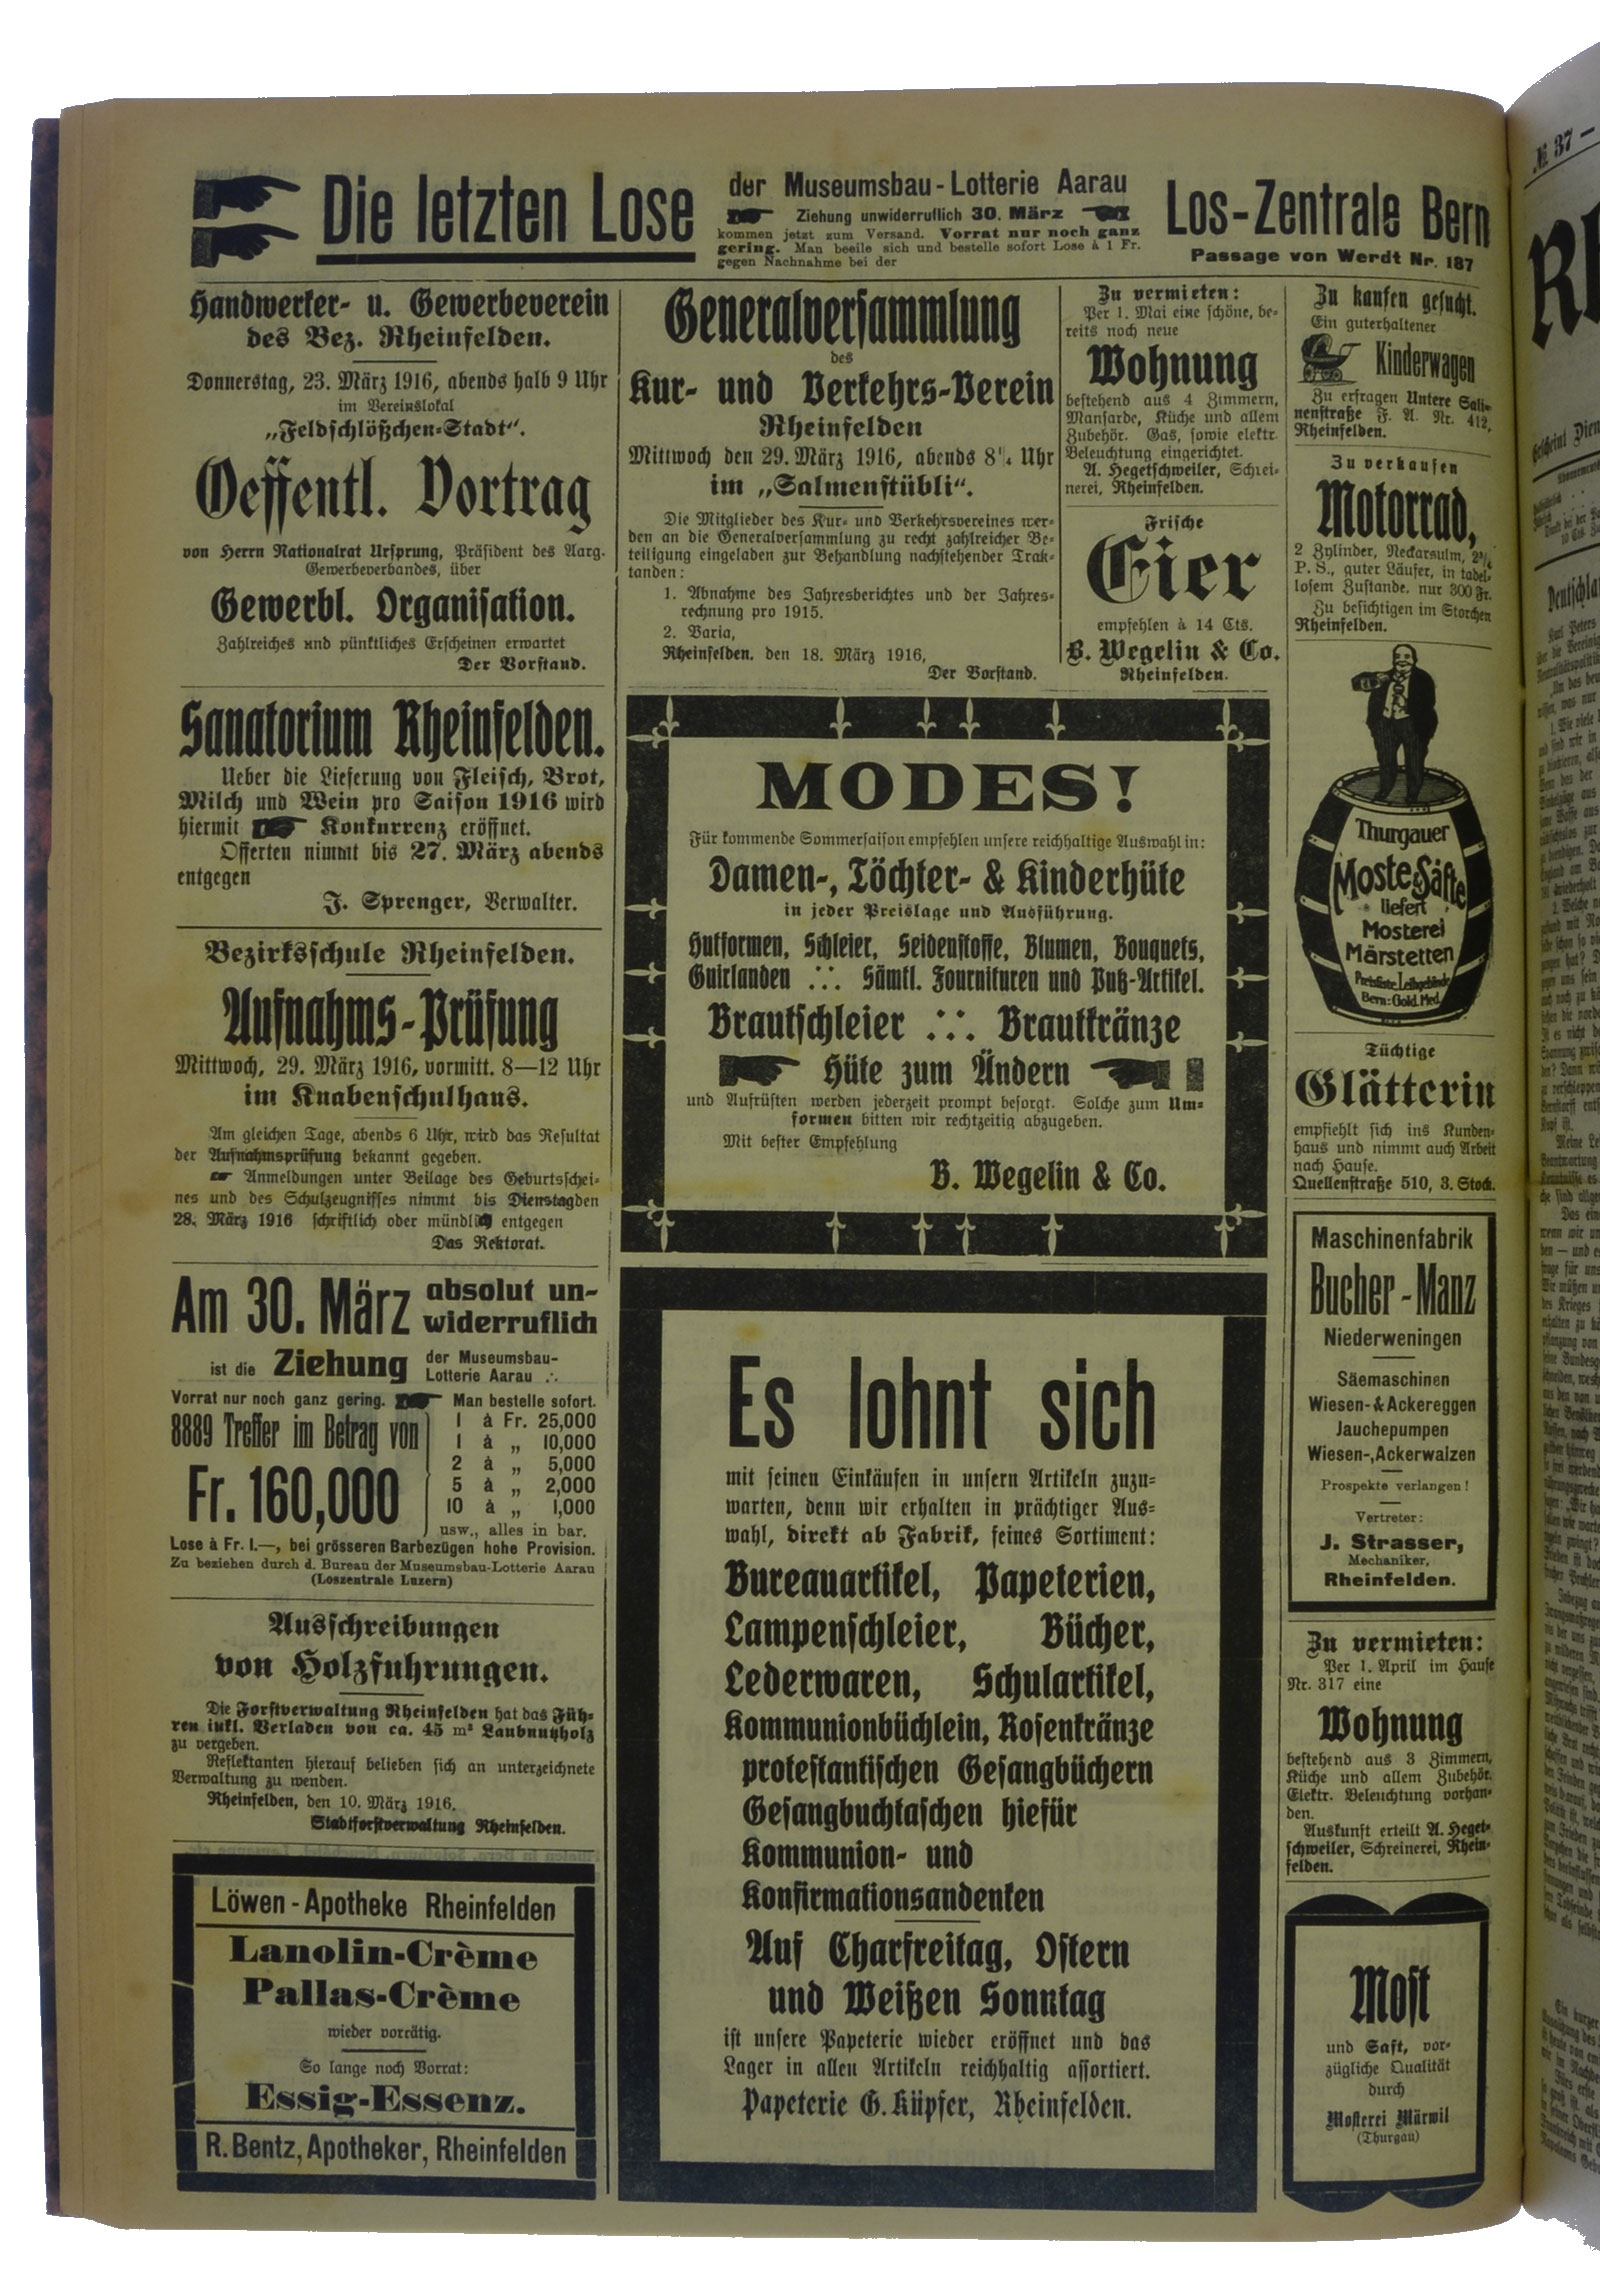 Die letzten Lose
der Museumsbau-Lotterie Aarau
Ziehung unwiderruflich 30. März
kommen jetzt zum Versand. Vorrat nur noch ganz
gering. Man beeile sich und bestelle sofort Lose à 1 Fr.
gegen Nachnahme bei der
Los-Zentrale Bern
Passage von Werdt Nr. 187
Handwerker- u. Gewerbeverein
des Bez. Rheinfelden.
Donnerstag, 23. März 1916, abends halb 9 Uhr
im Vereinslokal
„Feldschlößchen-Stadt“.
Oeffentl. Vortrag
von Herrn Nationalrat Ursprung, Präsident des Aarg.
Gewerbeverbandes, über
Gewerbl. Organisation.
Zahlreiches und pünktliches Erscheinen erwartet
Der Vorstand.
Sanatorium Rheinfelden.
Ueber die Lieferung von Fleisch, Brot,
Milch und Wein pro Saison 1916 wird
hiermit Konkurrenz eröffnet.
Offerten nimmt bis 27. März abends
entgegen
J. Sprenger, Verwalter.
Bezirksschule Rheinfelden.
Aufnahms-Prüfung
Mittwoch, 29. März 1916, vormitt. 8—12 Uhr
im Knabenschulhaus.
Am gleichen Tage, abends 6 Uhr, wird das Resultat
der Aufnahmsprüfung bekannt gegeben.
Anmeldungen unter Beilage des Geburtsschei-
nes und des Schulzeugnisses nimmt bis Dienstag den
28. März 1916 schriftlich oder mündlich entgegen
Das Rektorat.
Am 30. März absolut un-
widerruflich
ist die Ziehung der Museumsbau-
Lotterie Aarau
Vorrat nur noch ganz gering. Man bestelle sofort.
8889 Treffer im Betrag von
Fr. 160,000
1 à Fr. 25,000
1 à „ 10,000
2 à „ 5,000
5 à „ 2,000
10 à „ 1,000
usw., alles in bar.
Lose à Fr. 1.—, bei grösseren Barbezügen hohe Provision.
Zu beziehen durch d. Bureau der Museumsbau-Lotterie Aarau
(Loszentrale Luzern)
Ausschreibungen
von Holzfuhrungen.
Die Forstverwaltung Rheinfelden hat das Füh-
ren inkl. Verladen von ca. 45 m³ Laubnutzholz
zu vergeben.
Reflektanten hierauf belieben sich an unterzeichnete
Verwaltung zu wenden.
Rheinfelden, den 10. März 1916.
Stadtforstverwaltung Rheinfelden.
Löwen-Apotheke Rheinfelden
Lanolin-Crème
Pallas-Crème
wieder vorrätig.
So lange noch Vorrat:
Essig-Essenz.
R. Bentz, Apotheker, Rheinfelden
Generalversammlung
des
Kur- und Verkehrs-Verein
Rheinfelden
Mittwoch den 29. März 1916, abends 8¼ Uhr
im „Salmenstübli“.
Die Mitglieder des Kur- und Verkehrsvereines wer-
den an die Generalversammlung zu recht zahlreicher Be-
teiligung eingeladen zur Behandlung nachstehender Trak-
tanden:
1. Abnahme des Jahresberichtes und der Jahres-
rechnung pro 1915.
2. Varia,
Rheinfelden. den 18. März 1916,
Der Vorstand.
Zu vermieten:
Per 1. Mai eine schöne, be-
reits noch neue
Wohnung
bestehend aus 4 Zimmern,
Mansarde, Küche und allem
Zubehör. Gas, sowie elektr.
Beleuchtung eingerichtet.
A. Hegetschweiler, Schrei-
nerei, Rheinfelden.
Frische
Eier
empfehlen à 14 Cts.
B. Wegelin & Co.
Rheinfelden.
MODES!
Für kommende Sommersaison empfehlen unsere reichhaltige Auswahl in:
Damen-, Töchter- & Kinderhüte
in jeder Preislage und Ausführung.
Hutformen, Schleier, Seidenstoffe, Blumen, Bouquets,
Guirlanden ∴ Sämtl. Fournituren und Putz-Artikel.
Brautschleier ∴ Brautkränze
Hüte zum Ändern
und Aufrüsten werden jederzeit prompt besorgt. Solche zum Um-
formen bitten wir rechtzeitig abzugeben.
Mit bester Empfehlung
B. Wegelin & Co.
Es lohnt sich
mit seinen Einkäufen in unsern Artikeln zuzu-
warten, denn wir erhalten in prächtiger Aus-
wahl, direkt ab Fabrik, feines Sortiment:
Bureauartikel, Papeterien,
Lampenschleier, Bücher,
Lederwaren, Schulartikel,
Kommunionbüchlein, Rosenkränze
protestantischen Gesangbüchern
Gesangbuchtaschen hiefür
Kommunion- und
Konfirmationsandenken
Auf Charfreitag, Ostern
und Weißen Sonntag
ist unsere Papeterie wieder eröffnet und das
Lager in allen Artikeln reichhaltig assortiert.
Papeterie G. Küpfer, Rheinfelden.
Zu kaufen gesucht.
Ein guterhaltener
Kinderwagen
Zu erfragen Untere Sali-
nenstraße F. A. Nr. 412,
Rheinfelden.
Zu verkaufen
Motorrad,
2 Zylinder, Neckarsulm,
P. S., guter Läufer, in tadel-
losem Zustande. nur 300 Fr.
Zu besichtigen im Storchen
Rheinfelden.
Thurgauer
Moste & Säfte
liefert
Mosterei
Märstetten
Preisliste. Leihgebinde
Bern: Gold. Med.
Tüchtige
Glätterin
empfiehlt sich ins Kunden-
haus und nimmt auch Arbeit
nach Hause.
Quellenstraße 510, 3. Stock.
Maschinenfabrik
Bucher-Manz
Niederweningen
Säemaschinen
Wiesen- & Ackereggen
Jauchepumpen
Wiesen-, Ackerwalzen
Prospekte verlangen!
Vertreter:
J. Strasser,
Mechaniker,
Rheinfelden.
Zu vermieten:
Per 1. April im Hause
Nr. 317 eine
Wohnung
bestehend aus 3 Zimmern,
Küche und allem Zubehör.
Elektr. Beleuchtung vorhan-
den.
Auskunft erteilt A. Heget-
schweiler, Schreinerei, Rhein-
felden.
Most
und Saft, vor-
zügliche Qualität
durch
Mosterei Märwil
(Thurgau)
№ 37 —